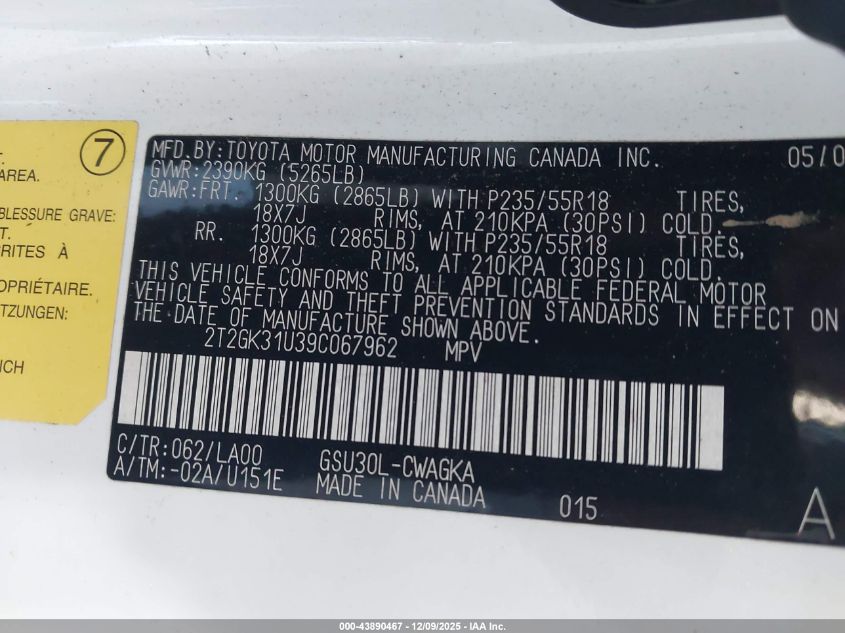 7
T.
AREA.
BLESSURE GRAVE:
T.
RITES À
OPRIÉTAIRE.
TZUNGEN:
ICH
MFD.BY:TOYOTA MOTOR MANUFACTURING CANADA INC. 05/0
GVWR:2390KG (5265LB)
GAWR:FRT. 1300KG (2865LB) WITH P235/55R18 TIRES,
18X7J RIMS, AT 210KPA (30PSI) COLD.
RR. 1300KG (2865LB) WITH P235/55R18 TIRES,
18X7J RIMS, AT 210KPA (30PSI) COLD.
THIS VEHICLE CONFORMS TO ALL APPLICABLE FEDERAL MOTOR
VEHICLE SAFETY AND THEFT PREVENTION STANDARDS IN EFFECT ON
THE DATE OF MANUFACTURE SHOWN ABOVE.
2T2GK31U39C067962 MPV
C/TR:062/LA00 GSU30L-CWAGKA
A/TM:-02A/U151E MADE IN CANADA 015 A
000-43890467 - 12/09/2025 - IAA Inc.